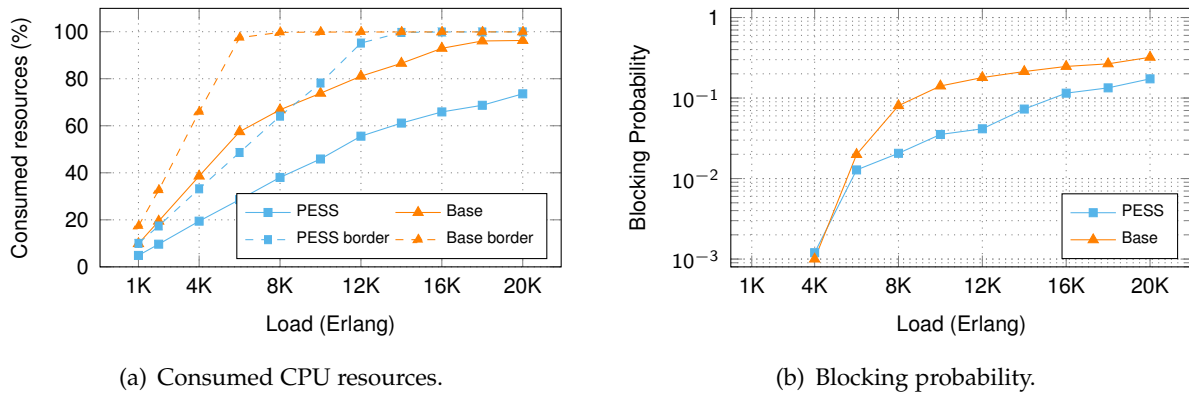 Consumed resources (%)
100
80
60
40
20
0
PESS
Base
PESS border
Base border
1K
4K
8K
12K
16K
20K
Load (Erlang)
(a) Consumed CPU resources.
Blocking Probability
1
10⁻¹
10⁻²
10⁻³
PESS
Base
1K
4K
8K
12K
16K
20K
Load (Erlang)
(b) Blocking probability.